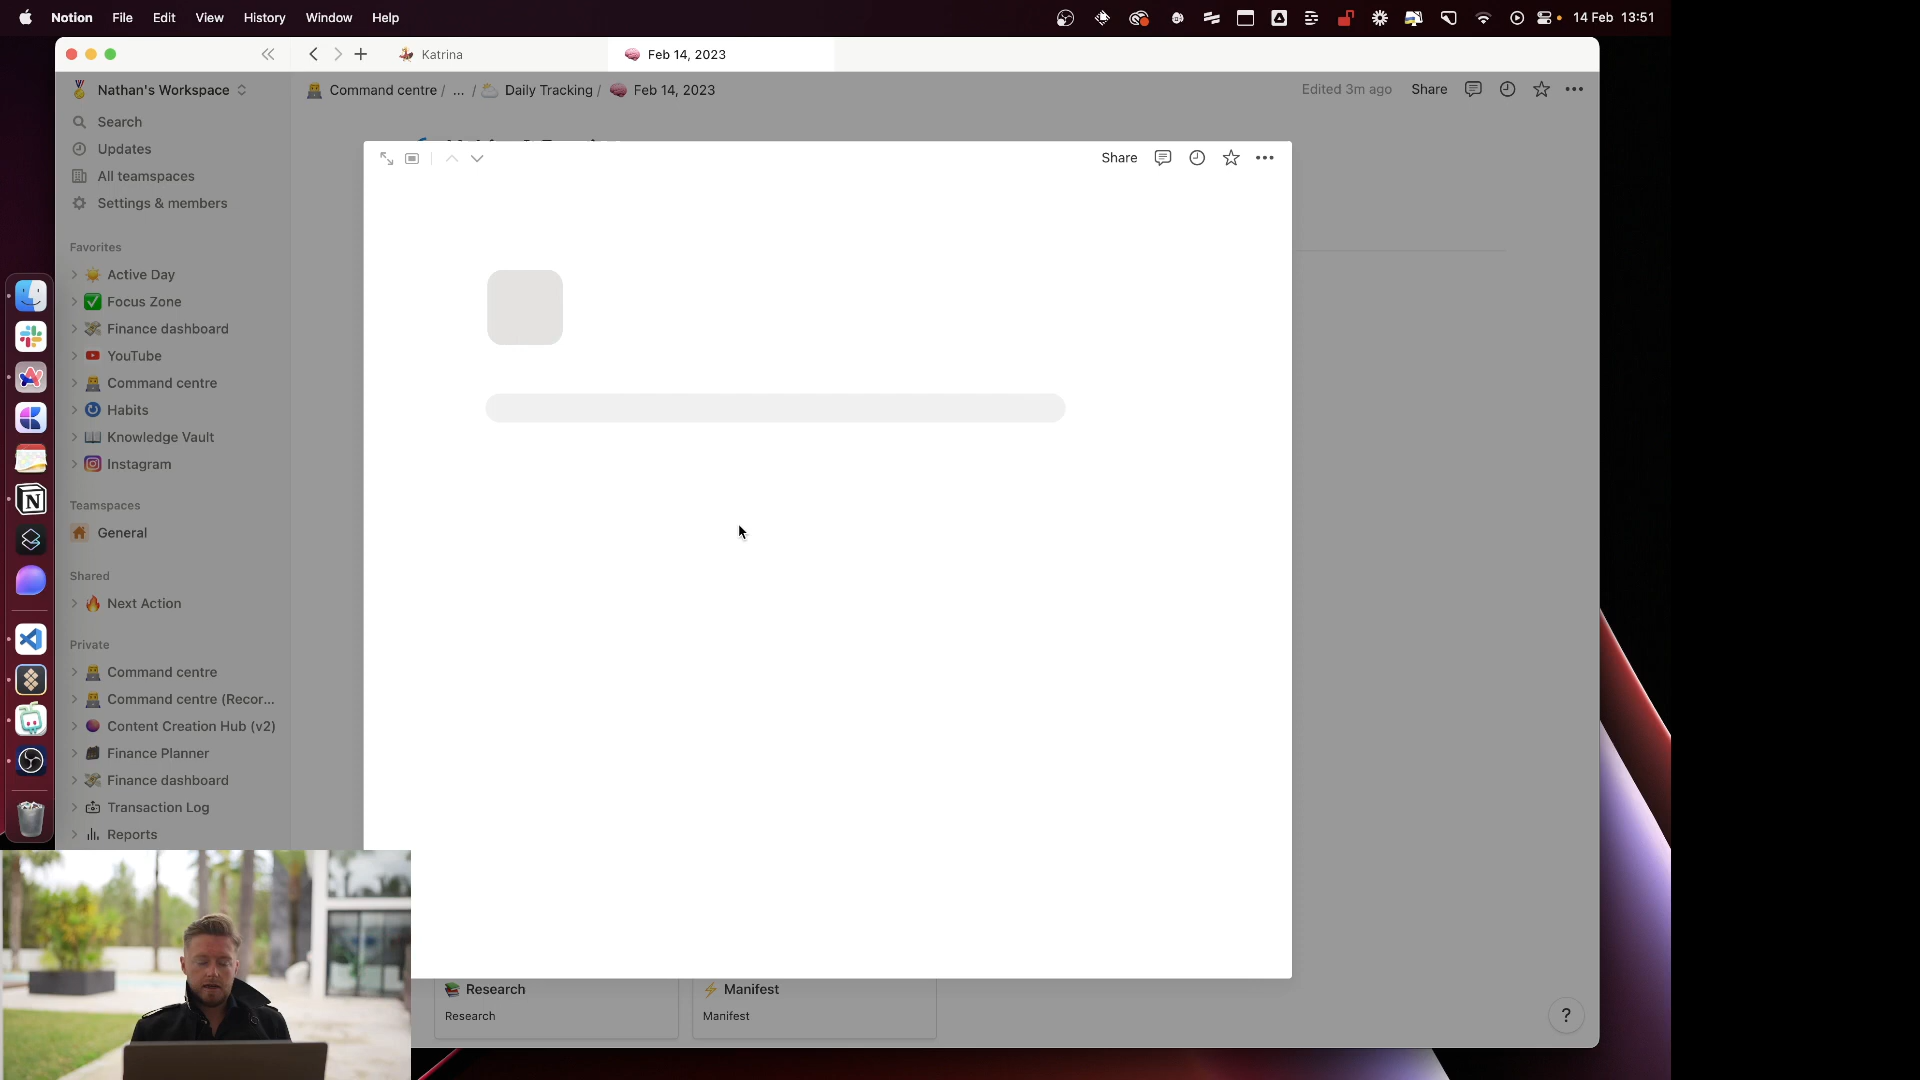 Notion File Edit View History Window Help 14 Feb 13:51
Katrina Feb 14, 2023
Nathan's Workspace Command centre / ... / Daily Tracking / Feb 14, 2023 Edited 3m ago Share
Search
Updates
All teamspaces
Settings & members
Share
Favorites
Active Day
Focus Zone
Finance dashboard
YouTube
Command centre
Habits
Knowledge Vault
Instagram
Teamspaces
General
Shared
Next Action
Private
Command centre
Command centre (Recor...
Content Creation Hub (v2)
Finance Planner
Finance dashboard
Transaction Log
Reports
Research
Research
Manifest
Manifest
?